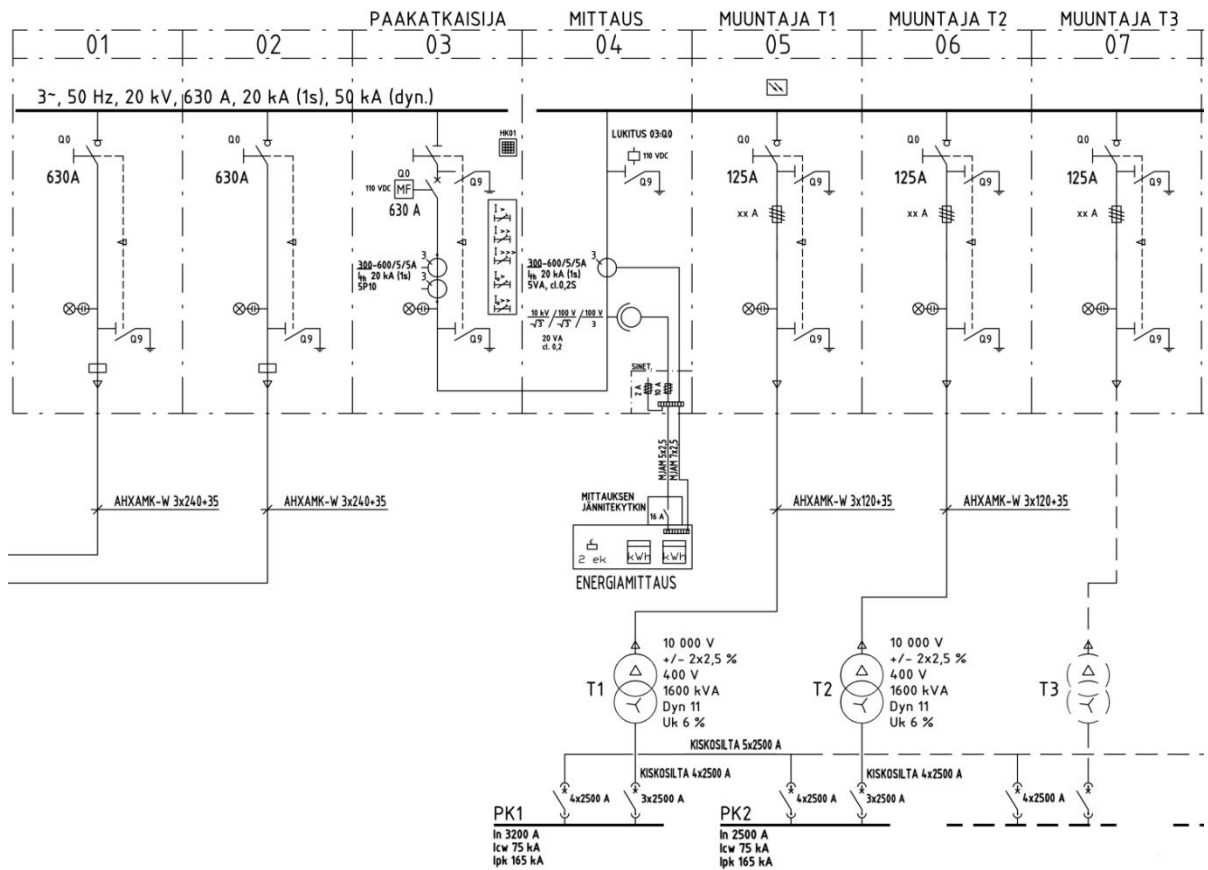 PAAKATKAISIJA
MITTAUS
MUUNTAJA T1
MUUNTAJA T2
MUUNTAJA T3
01
02
03
04
05
06
07
3~, 50 Hz, 20 kV, 630 A, 20 kA (1s), 50 kA (dyn.)
Q0
630A
Q9
Q0
630A
Q9
HK01
Q0
110 VDC
MF
630 A
Q9
I>
I>>
I>>>
3
300-600/5/5A
Ith 20 kA (1s)
5P10
3
Q9
LUKITUS 03:Q0
110 VDC
Q9
3
300-600/5/5A
Ith 20 kA (1s)
5VA, cl.0,2S
10 kV/√3 / 100 V/√3 / 100 V/3
20 VA
cl. 0,2
SINET.
2 A
10 A
MJAM 5x2,5
MJAM 7x2,5
MITTAUKSEN
JÄNNITEKYTKIN
16 A
2 ek
kWh
kWh
ENERGIAMITTAUS
Q0
125A
Q9
xx A
Q9
Q0
125A
Q9
xx A
Q9
Q0
125A
Q9
xx A
Q9
AHXAMK-W 3x240+35
AHXAMK-W 3x240+35
AHXAMK-W 3x120+35
AHXAMK-W 3x120+35
T1
10 000 V
+/- 2x2,5 %
400 V
1600 kVA
Dyn 11
Uk 6 %
T2
10 000 V
+/- 2x2,5 %
400 V
1600 kVA
Dyn 11
Uk 6 %
T3
KISKOSILTA 5x2500 A
KISKOSILTA 4x2500 A
KISKOSILTA 4x2500 A
4x2500 A
3x2500 A
4x2500 A
3x2500 A
4x2500 A
PK1
In 3200 A
Icw 75 kA
Ipk 165 kA
PK2
In 2500 A
Icw 75 kA
Ipk 165 kA